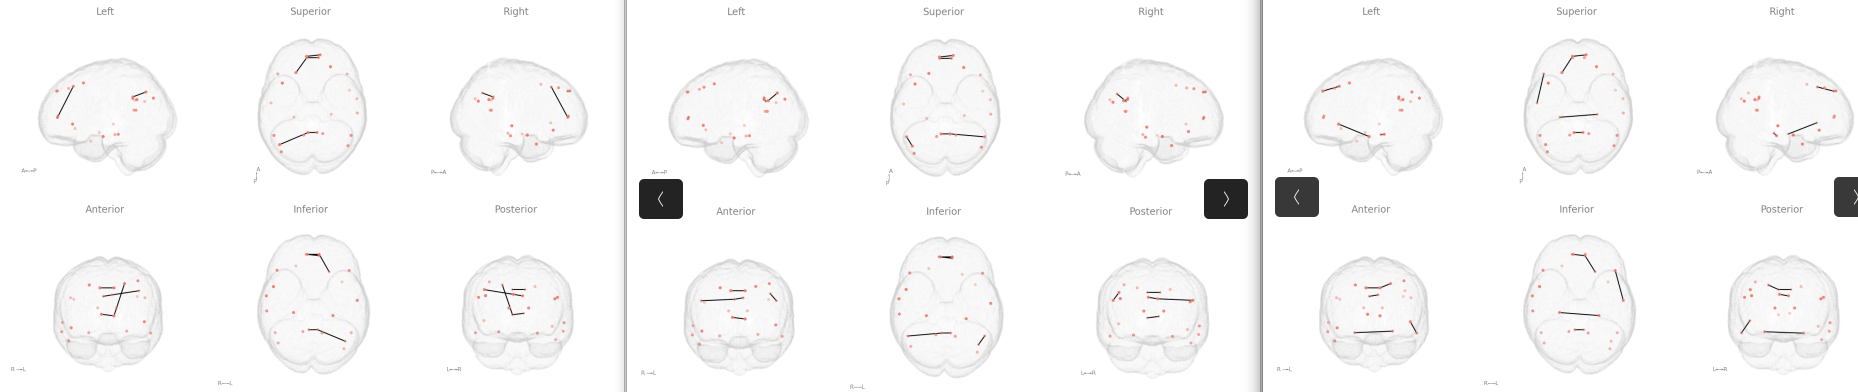 Left Superior Right
A←→P
A
P
P←→A
Anterior Inferior Posterior
R→L
R←→L
L←→R
Left Superior Right
A←→P
A
P
P←→A
Anterior Inferior Posterior
R→L
R←→L
L←→R
Left Superior Right
A←→P
A
P
P←→A
Anterior Inferior Posterior
R→L
R←→L
L←→R